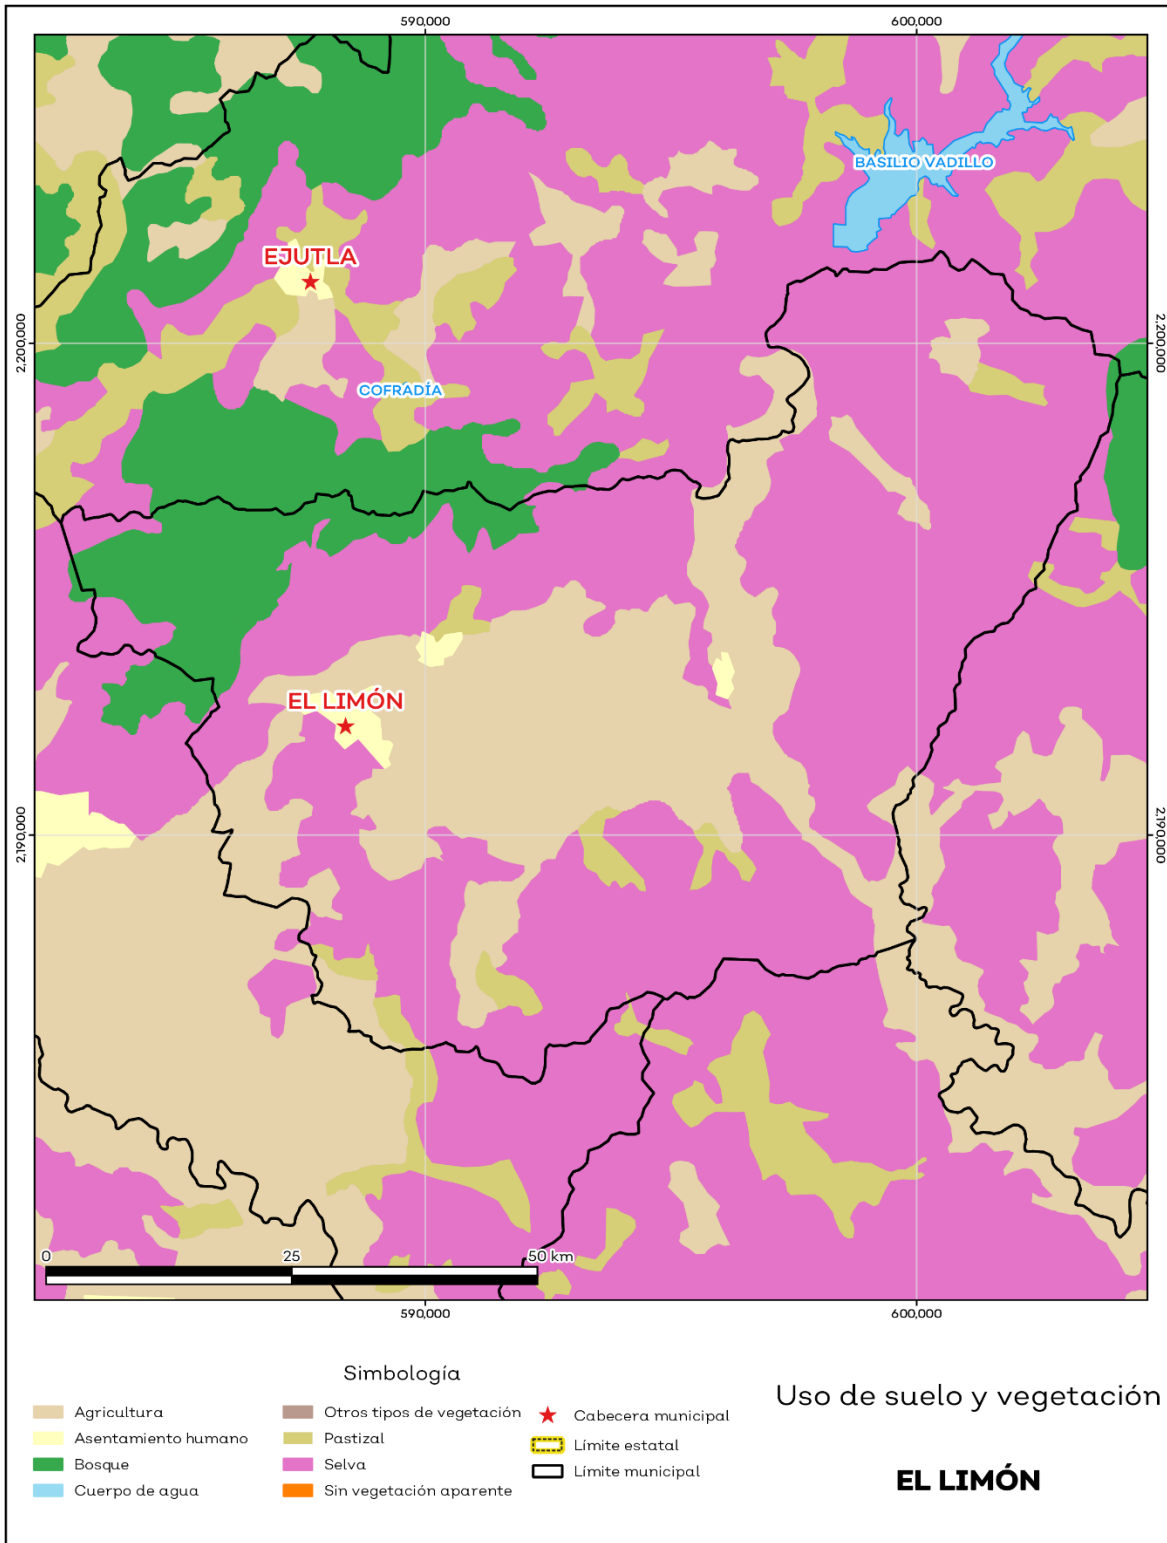 590,000 600,000
BASILIO VADILLO
EJUTLA
2,200,000 2,200,000
COFRADÍA
EL LIMÓN
2,190,000 2,190,000
0 25 50 km
590,000 600,000
Simbología
Agricultura
Asentamiento humano
Bosque
Cuerpo de agua
Otros tipos de vegetación
Pastizal
Selva
Sin vegetación aparente
Cabecera municipal
Límite estatal
Límite municipal
Uso de suelo y vegetación
EL LIMÓN